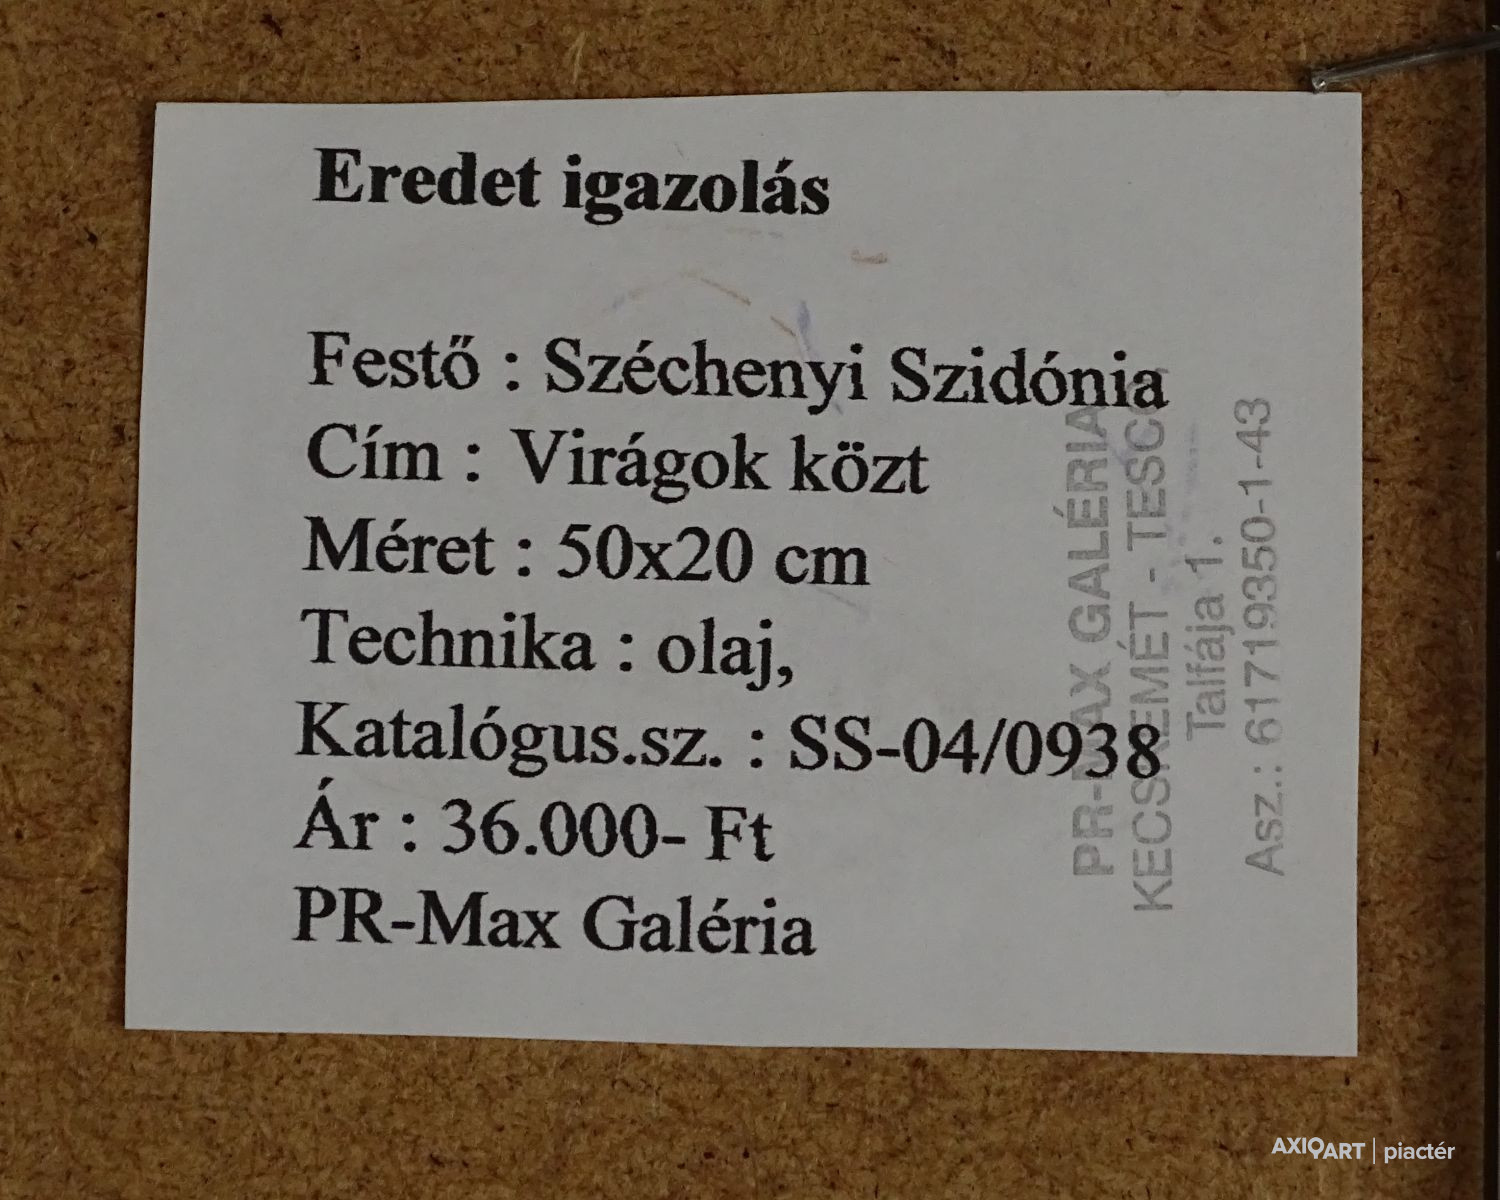 Eredet igazolás
Festő : Széchenyi Szidónia
Cím : Virágok közt
Méret : 50x20 cm
Technika : olaj,
Katalógus.sz. : SS-04/0938
Ár : 36.000- Ft
PR-Max Galéria
PR-MAX GALÉRIA
KECSKEMÉT - TESCO
Talfája 1.
Asz.: 61719350-1-43
AXIOART | piactér